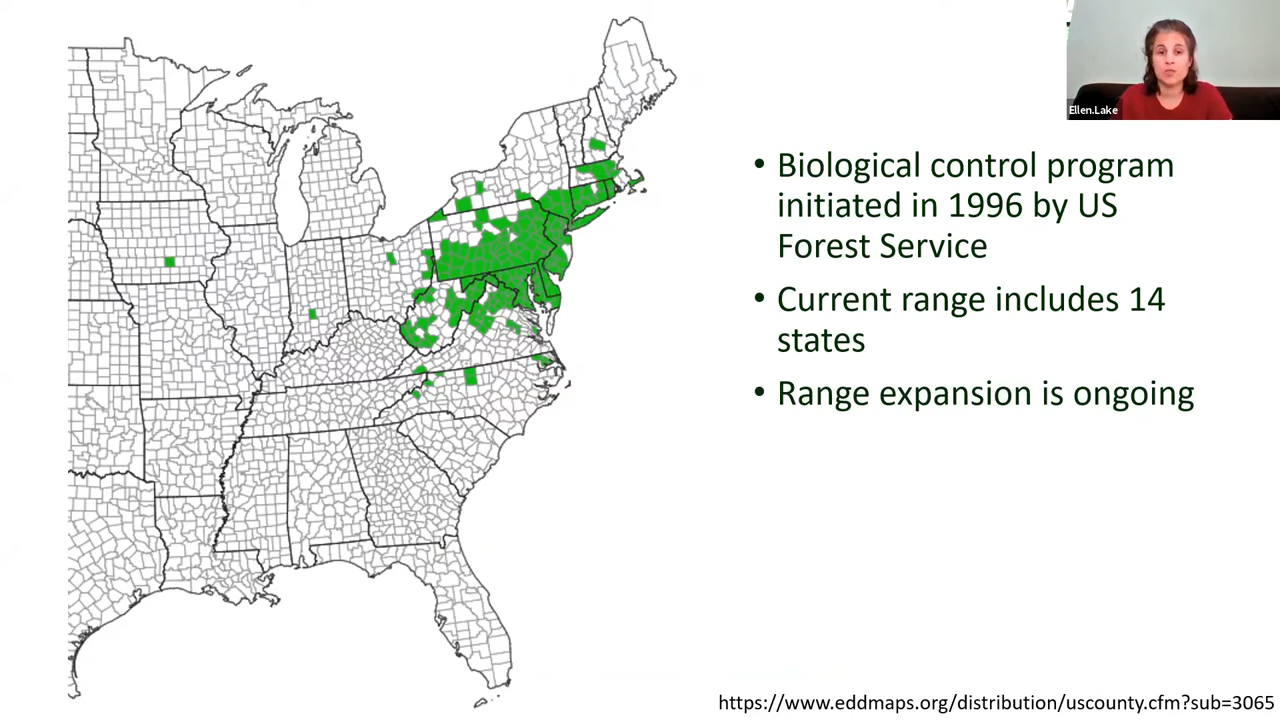 Ellen.Lake
• Biological control program
initiated in 1996 by US
Forest Service
• Current range includes 14
states
• Range expansion is ongoing
https://www.eddmaps.org/distribution/uscounty.cfm?sub=3065